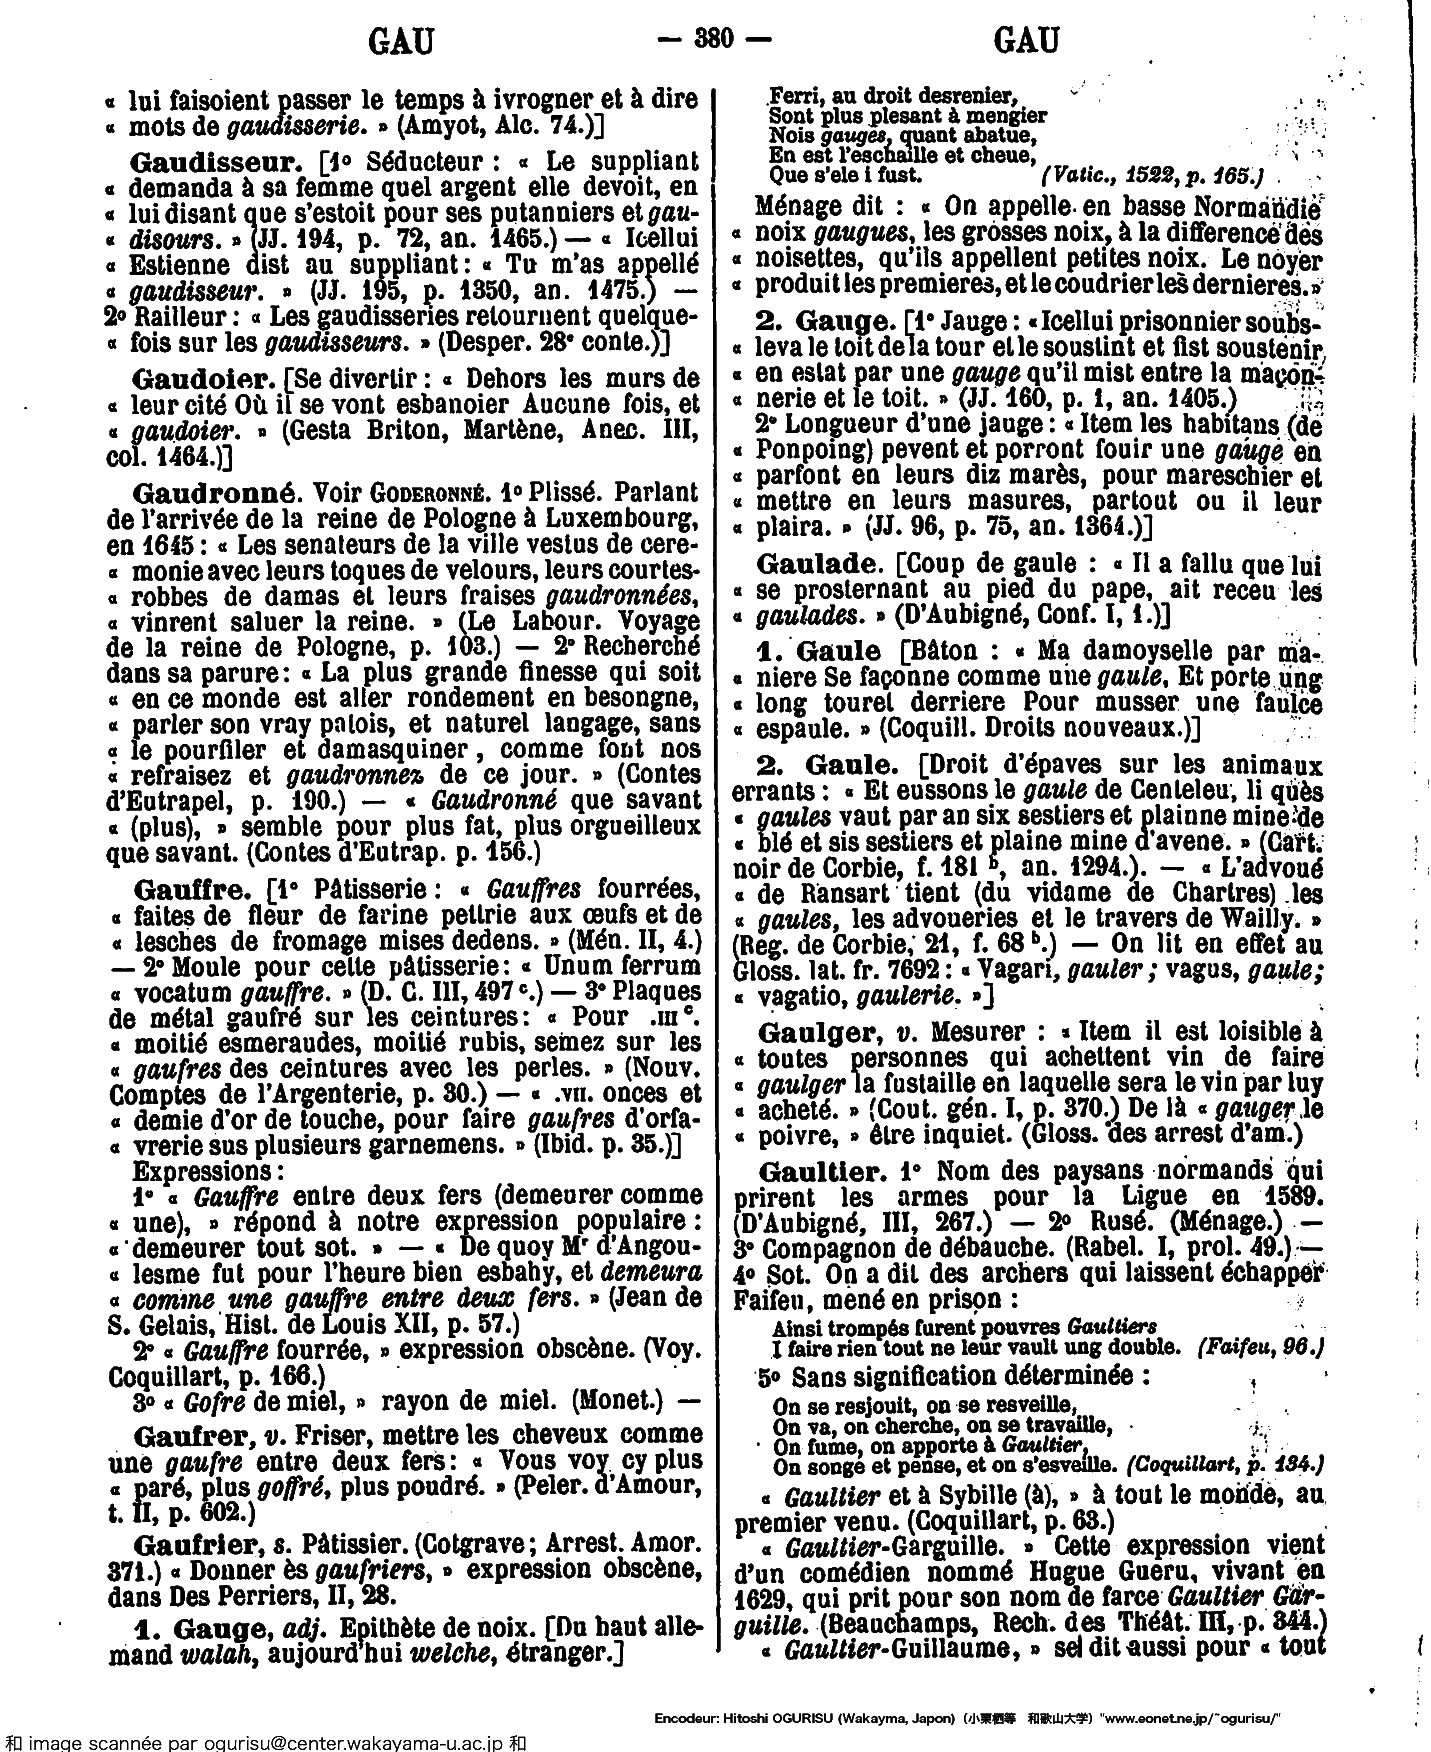 GAU — 380 — GAU
« lui faisoient passer le temps à ivrogner et à dire
« mots de gaudisserie. » (Amyot, Alc. 74.)]
Gaudisseur. [1º Séducteur : « Le suppliant
« demanda à sa femme quel argent elle devoit, en
« lui disant que s'estoit pour ses putanniers et gau-
« disours. » (JJ. 194, p. 72, an. 1465.) — « Icellui
« Estienne dist au suppliant : « Tu m'as appellé
« gaudisseur. » (JJ. 195, p. 1350, an. 1475.) —
2º Railleur : « Les gaudisseries retournent quelque-
« fois sur les gaudisseurs. » (Desper. 28e conte.)]
Gaudoier. [Se divertir : « Dehors les murs de
« leur cité Où il se vont esbanoier Aucune fois, et
« gaudoier. » (Gesta Briton, Martène, Anec. III,
col. 1464.)]
Gaudronné. Voir GODERONNÉ. 1º Plissé. Parlant
de l'arrivée de la reine de Pologne à Luxembourg,
en 1645 : « Les senateurs de la ville vestus de cere-
« monie avec leurs toques de velours, leurs courtes-
« robbes de damas et leurs fraises gaudronnées,
« vinrent saluer la reine. » (Le Labour. Voyage
de la reine de Pologne, p. 103.) — 2º Recherché
dans sa parure : « La plus grande finesse qui soit
« en ce monde est aller rondement en besongne,
« parler son vray patois, et naturel langage, sans
« le pourfiler et damasquiner, comme font nos
« refraisez et gaudronnez de ce jour. » (Contes
d'Eutrapel, p. 190.) — « Gaudronné que savant
« (plus), » semble pour plus fat, plus orgueilleux
que savant. (Contes d'Eutrap. p. 156.)
Gauffre. [1º Pâtisserie : « Gauffres fourrées,
« faites de fleur de farine pettrie aux œufs et de
« lesches de fromage mises dedens. » (Mén. II, 4.)
— 2º Moule pour cette pâtisserie : « Unum ferrum
« vocatum gauffre. » (D. C. III, 497 c.) — 3º Plaques
de métal gaufré sur les ceintures : « Pour .IIIc.
« moitié esmeraudes, moitié rubis, semez sur les
« gaufres des ceintures avec les perles. » (Nouv.
Comptes de l'Argenterie, p. 30.) — « .VII. onces et
« demie d'or de touche, pour faire gaufres d'orfa-
« vrerie sus plusieurs garnemens. » (Ibid. p. 35.)]
Expressions :
1º « Gauffre entre deux fers (demeurer comme
« une), » répond à notre expression populaire :
« demeurer tout sot. » — « De quoy Mr d'Angou-
« lesme fut pour l'heure bien esbahy, et demeura
« comme une gauffre entre deux fers. » (Jean de
S. Gelais, Hist. de Louis XII, p. 57.)
2º « Gauffre fourrée, » expression obscène. (Voy.
Coquillart, p. 166.)
3º « Gofre de miel, » rayon de miel. (Monet.) —
Gaufrer, v. Friser, mettre les cheveux comme
une gaufre entre deux fers : « Vous voy cy plus
« paré, plus goffré, plus poudré. » (Peler. d'Amour,
t. II, p. 602.)
Gaufrier, s. Pâtissier. (Cotgrave ; Arrest. Amor.
371.) « Donner ès gaufriers, » expression obscène,
dans Des Perriers, II, 28.
1. Gauge, adj. Epithète de noix. [Du haut alle-
mand walah, aujourd'hui welche, étranger.]
Ferri, au droit desrenier,
Sont plus plesant à mengier
Nois gauges, quant abatue,
En est l'eschaille et cheue,
Que s'ele i fust. (Vatic., 1522, p. 165.)
Ménage dit : « On appelle en basse Normandie
« noix gaugues, les grosses noix, à la différence des
« noisettes, qu'ils appellent petites noix. Le noyer
« produit les premieres, et le coudrier lès dernieres. »
2. Gauge. [1º Jauge : « Icellui prisonnier soubs-
« leva le toit de la tour et le soustint et fist soustenir
« en estat par une gauge qu'il mist entre la maçon-
« nerie et le toit. » (JJ. 160, p. 1, an. 1405.)
2º Longueur d'une jauge : « Item les habitans (de
« Ponpoing) pevent et porront fouir une gauge en
« parfont en leurs diz marès, pour mareschier et
« mettre en leurs masures, partout ou il leur
« plaira. » (JJ. 96, p. 75, an. 1364.)]
Gaulade. [Coup de gaule : « Il a fallu que lui
« se prosternant au pied du pape, ait receu les
« gaulades. » (D'Aubigné, Conf. I, 1.)]
1. Gaule [Bâton : « Ma damoyselle par ma-
« niere Se façonne comme une gaule, Et porte ung
« long touret derriere Pour musser une faulce
« espaule. » (Coquill. Droits nouveaux.)]
2. Gaule. [Droit d'épaves sur les animaux
errants : « Et eussons le gaule de Centeleu, li quès
« gaules vaut par an six sestiers et plainne mine de
« blé et sis sestiers et plaine mine d'avene. » (Cart.
noir de Corbie, f. 181 b, an. 1294.). — « L'advoué
« de Ransart tient (du vidame de Chartres) les
« gaules, les advoueries et le travers de Wailly. »
(Reg. de Corbie, 21, f. 68 b.) — On lit en effet au
Gloss. lat. fr. 7692 : « Vagari, gauler ; vagus, gaule ;
« vagatio, gaulerie. »]
Gaulger, v. Mesurer : « Item il est loisible à
« toutes personnes qui achettent vin de faire
« gaulger la fustaille en laquelle sera le vin par luy
« acheté. » (Cout. gén. I, p. 370.) De là « gauger le
« poivre, » être inquiet. (Gloss. des arrest d'am.)
Gaultier. 1º Nom des paysans normands qui
prirent les armes pour la Ligue en 1589.
(D'Aubigné, III, 267.) — 2º Rusé. (Ménage.) —
3º Compagnon de débauche. (Rabel. I, prol. 49.) —
4º Sot. On a dit des archers qui laissent échapper
Faifeu, mené en prison :
Ainsi trompés furent pouvres Gaultiers
I faire rien tout ne leur vault ung double. (Faifeu, 96.)
5º Sans signification déterminée :
On se resjouit, on se resveille,
On va, on cherche, on se travaille,
On fume, on apporte à Gaultier,
On songe et pense, et on s'esveille. (Coquillart, p. 134.)
« Gaultier et à Sybille (à), » à tout le monde, au
premier venu. (Coquillart, p. 63.)
« Gaultier-Garguille. » Cette expression vient
d'un comédien nommé Hugue Gueru, vivant en
1629, qui prit pour son nom de farce Gaultier Gar-
guille. (Beauchamps, Rech. des Théât. III, p. 344.)
« Gaultier-Guillaume, » se dit aussi pour « tout
Encodeur: Hitoshi OGURISU (Wakayma, Japon) (小栗栖等 和歌山大学) "www.eonet.ne.jp/~ogurisu/"
和 image scannée par ogurisu@center.wakayama-u.ac.jp 和